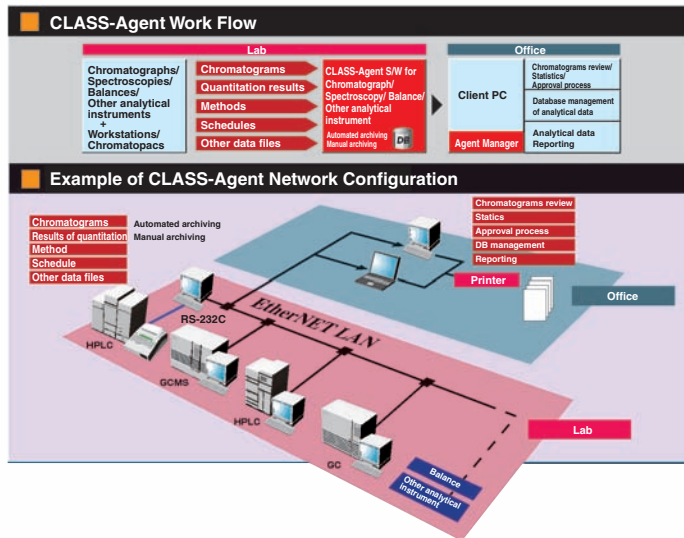 CLASS-Agent Work Flow
Lab
Office
Chromatographs/
Spectroscopies/
Balances/
Other analytical
instruments
+
Workstations/
Chromatopacs
Chromatograms
Quantitation results
Methods
Schedules
Other data files
CLASS-Agent S/W for
Chromatograph/
Spectroscopy/ Balance/
Other analytical
instrument
Automated archiving
Manual archiving
DB
Client PC
Agent Manager
Chromatograms review/
Statistics/
Approval process
Database management
of analytical data
Analytical data
Reporting
Example of CLASS-Agent Network Configuration
Chromatograms
Results of quantitation
Method
Schedule
Other data files
Automated archiving
Manual archiving
Chromatograms review
Statics
Approval process
DB management
Reporting
Printer
Office
RS-232C
EtherNET LAN
HPLC
GCMS
HPLC
GC
Lab
Balance
Other analytical
instrument